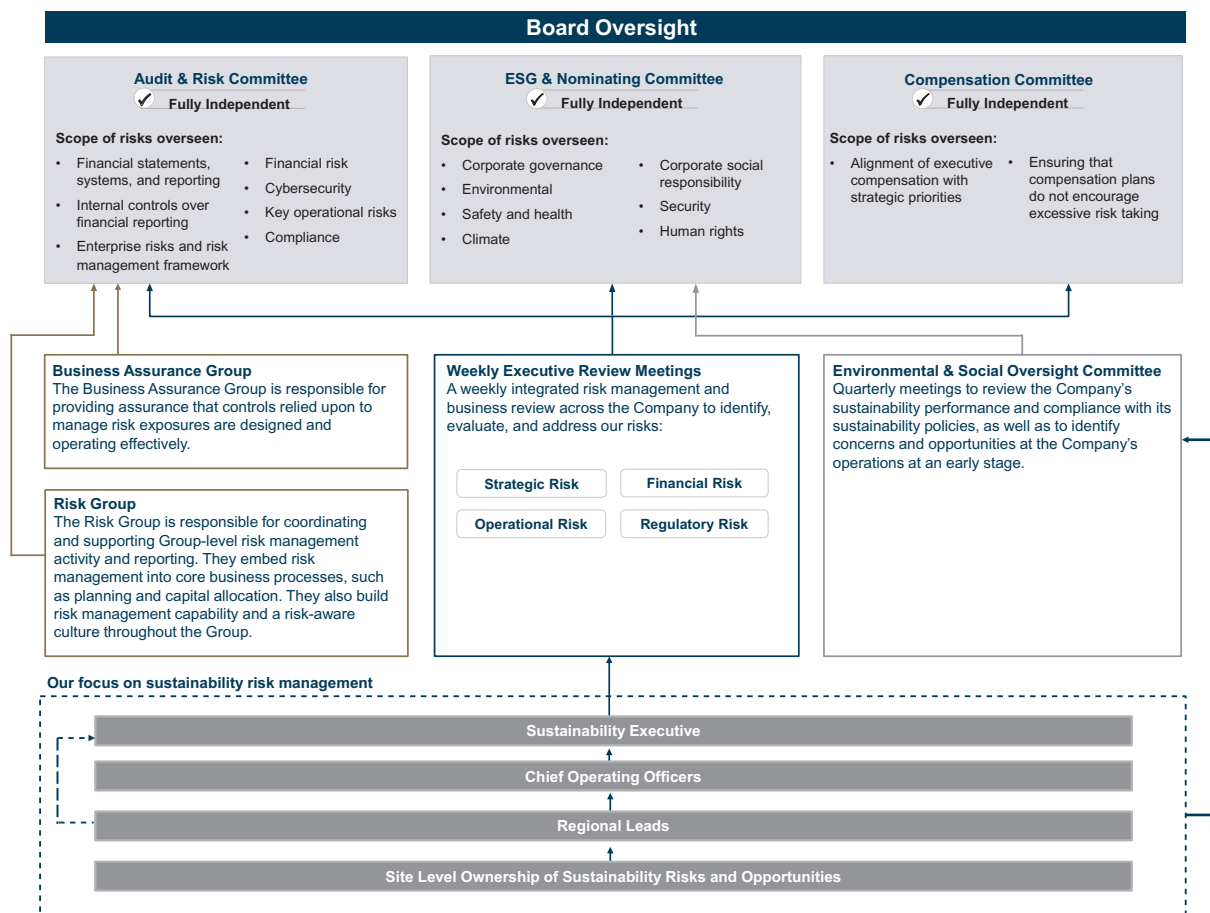 Board Oversight
Audit & Risk Committee
Fully Independent
Scope of risks overseen:
• Financial statements,
systems, and reporting
• Internal controls over
financial reporting
• Enterprise risks and risk
management framework
• Financial risk
• Cybersecurity
• Key operational risks
• Compliance
ESG & Nominating Committee
Fully Independent
Scope of risks overseen:
• Corporate governance
• Environmental
• Safety and health
• Climate
• Corporate social
responsibility
• Security
• Human rights
Compensation Committee
Fully Independent
Scope of risks overseen:
• Alignment of executive
compensation with
strategic priorities
• Ensuring that
compensation plans
do not encourage
excessive risk taking
Business Assurance Group
The Business Assurance Group is responsible for
providing assurance that controls relied upon to
manage risk exposures are designed and
operating effectively.
Risk Group
The Risk Group is responsible for coordinating
and supporting Group-level risk management
activity and reporting. They embed risk
management into core business processes, such
as planning and capital allocation. They also build
risk management capability and a risk-aware
culture throughout the Group.
Weekly Executive Review Meetings
A weekly integrated risk management and
business review across the Company to identify,
evaluate, and address our risks:
Strategic Risk
Financial Risk
Operational Risk
Regulatory Risk
Environmental & Social Oversight Committee
Quarterly meetings to review the Company's
sustainability performance and compliance with its
sustainability policies, as well as to identify
concerns and opportunities at the Company's
operations at an early stage.
Our focus on sustainability risk management
Sustainability Executive
Chief Operating Officers
Regional Leads
Site Level Ownership of Sustainability Risks and Opportunities